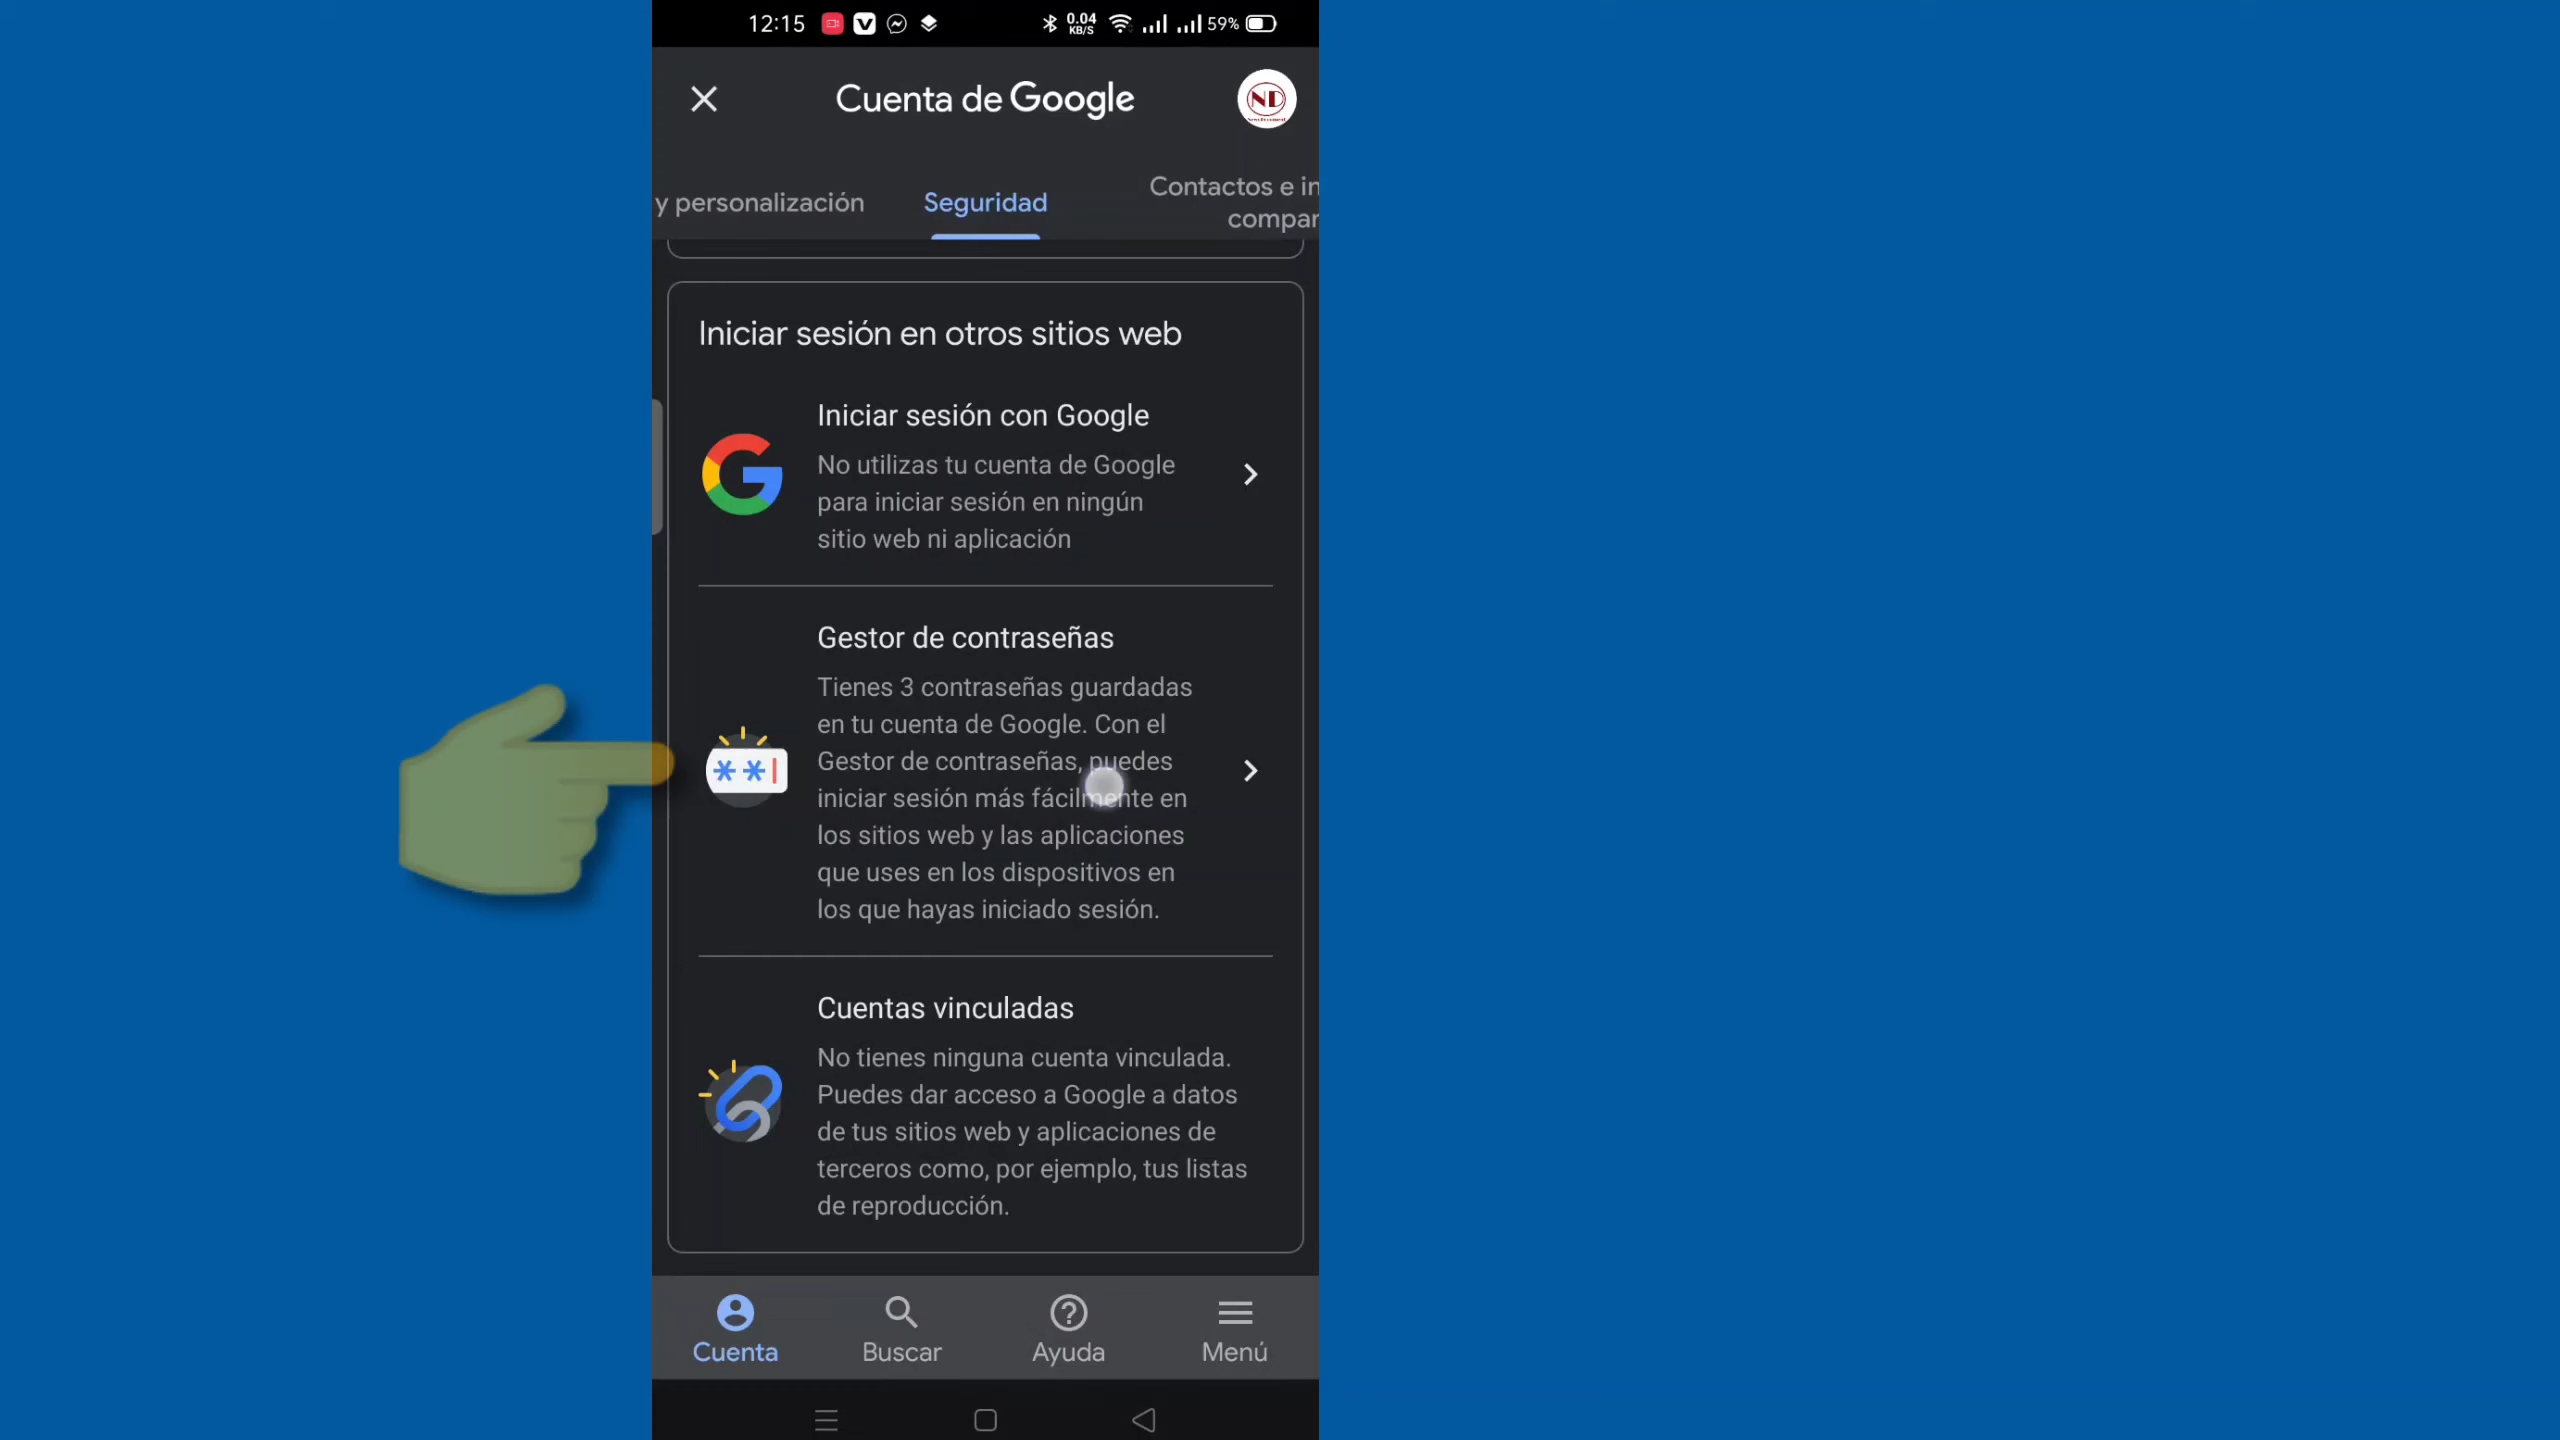 12:15
0.04
KB/S
59%
Cuenta de Google
ND
y personalización
Seguridad
Contactos e in
compar
Iniciar sesión en otros sitios web
Iniciar sesión con Google
No utilizas tu cuenta de Google
para iniciar sesión en ningún
sitio web ni aplicación
Gestor de contraseñas
Tienes 3 contraseñas guardadas
en tu cuenta de Google. Con el
Gestor de contraseñas, puedes
iniciar sesión más fácilmente en
los sitios web y las aplicaciones
que uses en los dispositivos en
los que hayas iniciado sesión.
Cuentas vinculadas
No tienes ninguna cuenta vinculada.
Puedes dar acceso a Google a datos
de tus sitios web y aplicaciones de
terceros como, por ejemplo, tus listas
de reproducción.
Cuenta
Buscar
Ayuda
Menú